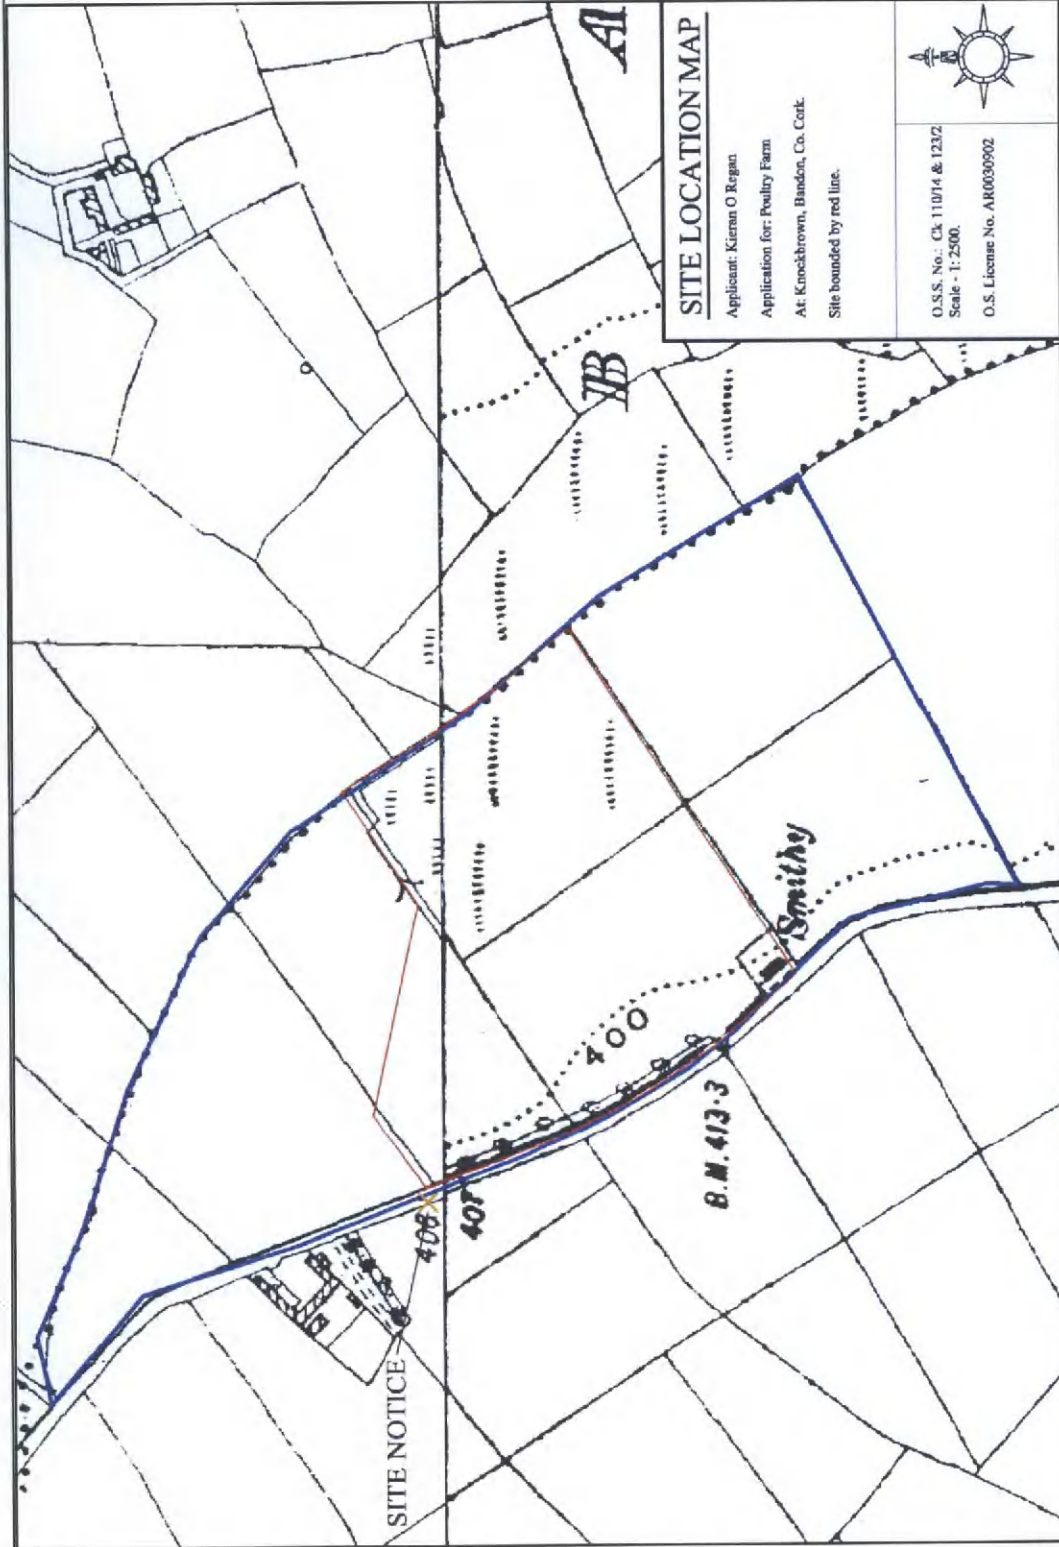 SITE LOCATION MAP
Applicant: Kieran O Regan
Application for: Poultry Farm
At: Knockbrown, Bandon, Co. Cork.
Site bounded by red line.
O.S.S. No.: Ck 110/14 & 123/2
Scale - 1: 2500.
O.S. License No. AR0030902
SITE NOTICE
406
407
400
B.M. 413·3
Smithy
B